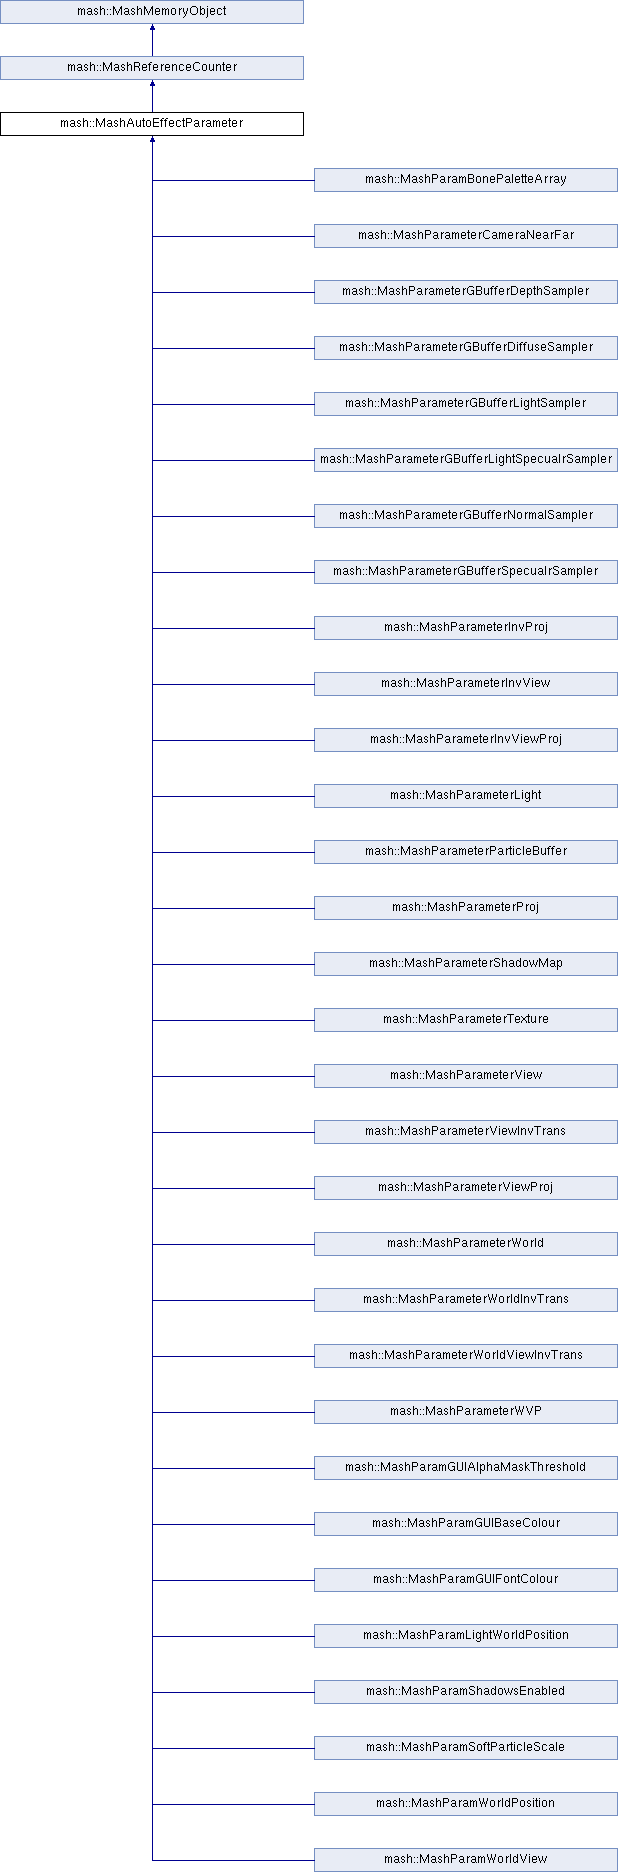 mash::MashMemoryObject
mash::MashReferenceCounter
mash::MashAutoEffectParameter
mash::MashParamBonePaletteArray
mash::MashParameterCameraNearFar
mash::MashParameterGBufferDepthSampler
mash::MashParameterGBufferDiffuseSampler
mash::MashParameterGBufferLightSampler
mash::MashParameterGBufferLightSpecualrSampler
mash::MashParameterGBufferNormalSampler
mash::MashParameterGBufferSpecualrSampler
mash::MashParameterInvProj
mash::MashParameterInvView
mash::MashParameterInvViewProj
mash::MashParameterLight
mash::MashParameterParticleBuffer
mash::MashParameterProj
mash::MashParameterShadowMap
mash::MashParameterTexture
mash::MashParameterView
mash::MashParameterViewInvTrans
mash::MashParameterViewProj
mash::MashParameterWorld
mash::MashParameterWorldInvTrans
mash::MashParameterWorldViewInvTrans
mash::MashParameterWVP
mash::MashParamGUIAlphaMaskThreshold
mash::MashParamGUIBaseColour
mash::MashParamGUIFontColour
mash::MashParamLightWorldPosition
mash::MashParamShadowsEnabled
mash::MashParamSoftParticleScale
mash::MashParamWorldPosition
mash::MashParamWorldView